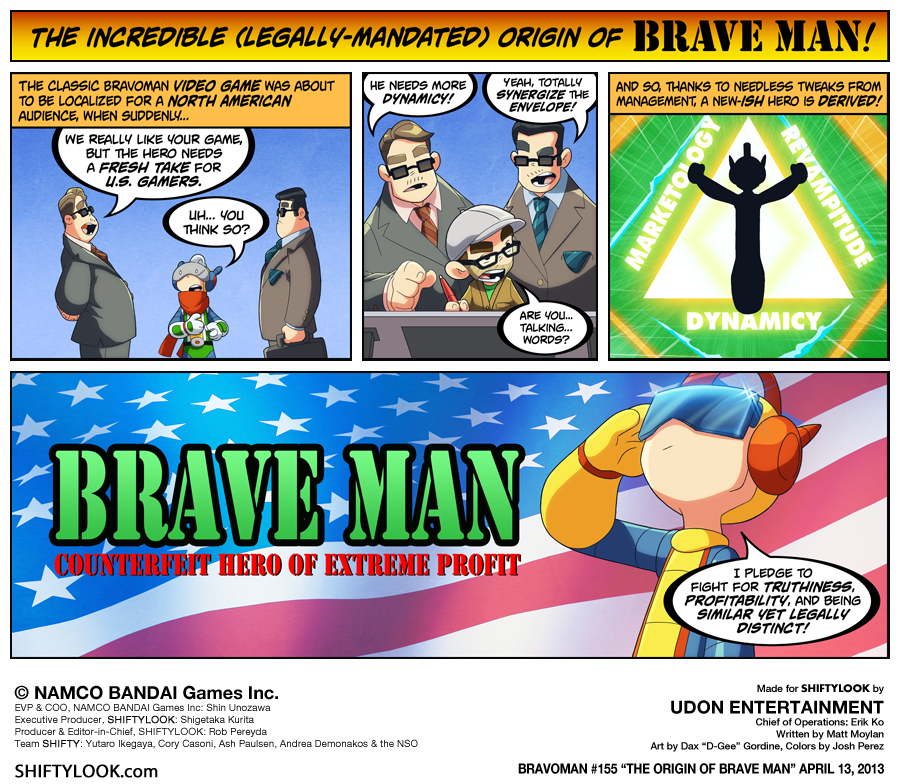 THE INCREDIBLE (LEGALLY-MANDATED) ORIGIN OF BRAVE MAN!
THE CLASSIC BRAVOMAN VIDEO GAME WAS ABOUT
TO BE LOCALIZED FOR A NORTH AMERICAN
AUDIENCE, WHEN SUDDENLY...
WE REALLY LIKE YOUR GAME,
BUT THE HERO NEEDS
A FRESH TAKE FOR
U.S. GAMERS.
UH... YOU
THINK SO?
HE NEEDS MORE
DYNAMICY!
YEAH, TOTALLY
SYNERGIZE THE
ENVELOPE!
ARE YOU...
TALKING...
WORDS?
AND SO, THANKS TO NEEDLESS TWEAKS FROM
MANAGEMENT, A NEW-ISH HERO IS DERIVED!
MARKETOLOGY
REVAMPITUDE
DYNAMICY
BRAVE MAN
COUNTERFEIT HERO OF EXTREME PROFIT
I PLEDGE TO
FIGHT FOR TRUTHINESS,
PROFITABILITY, AND BEING
SIMILAR YET LEGALLY
DISTINCT!
© NAMCO BANDAI Games Inc.
EVP & COO, NAMCO BANDAI Games Inc: Shin Unozawa
Executive Producer, SHIFTYLOOK: Shigetaka Kurita
Producer & Editor-in-Chief, SHIFTYLOOK: Rob Pereyda
Team SHIFTY: Yutaro Ikegaya, Cory Casoni, Ash Paulsen, Andrea Demonakos & the NSO
SHIFTYLOOK.com
Made for SHIFTYLOOK by
UDON ENTERTAINMENT
Chief of Operations: Erik Ko
Written by Matt Moylan
Art by Dax “D-Gee” Gordine, Colors by Josh Perez
BRAVOMAN #155 “THE ORIGIN OF BRAVE MAN” APRIL 13, 2013